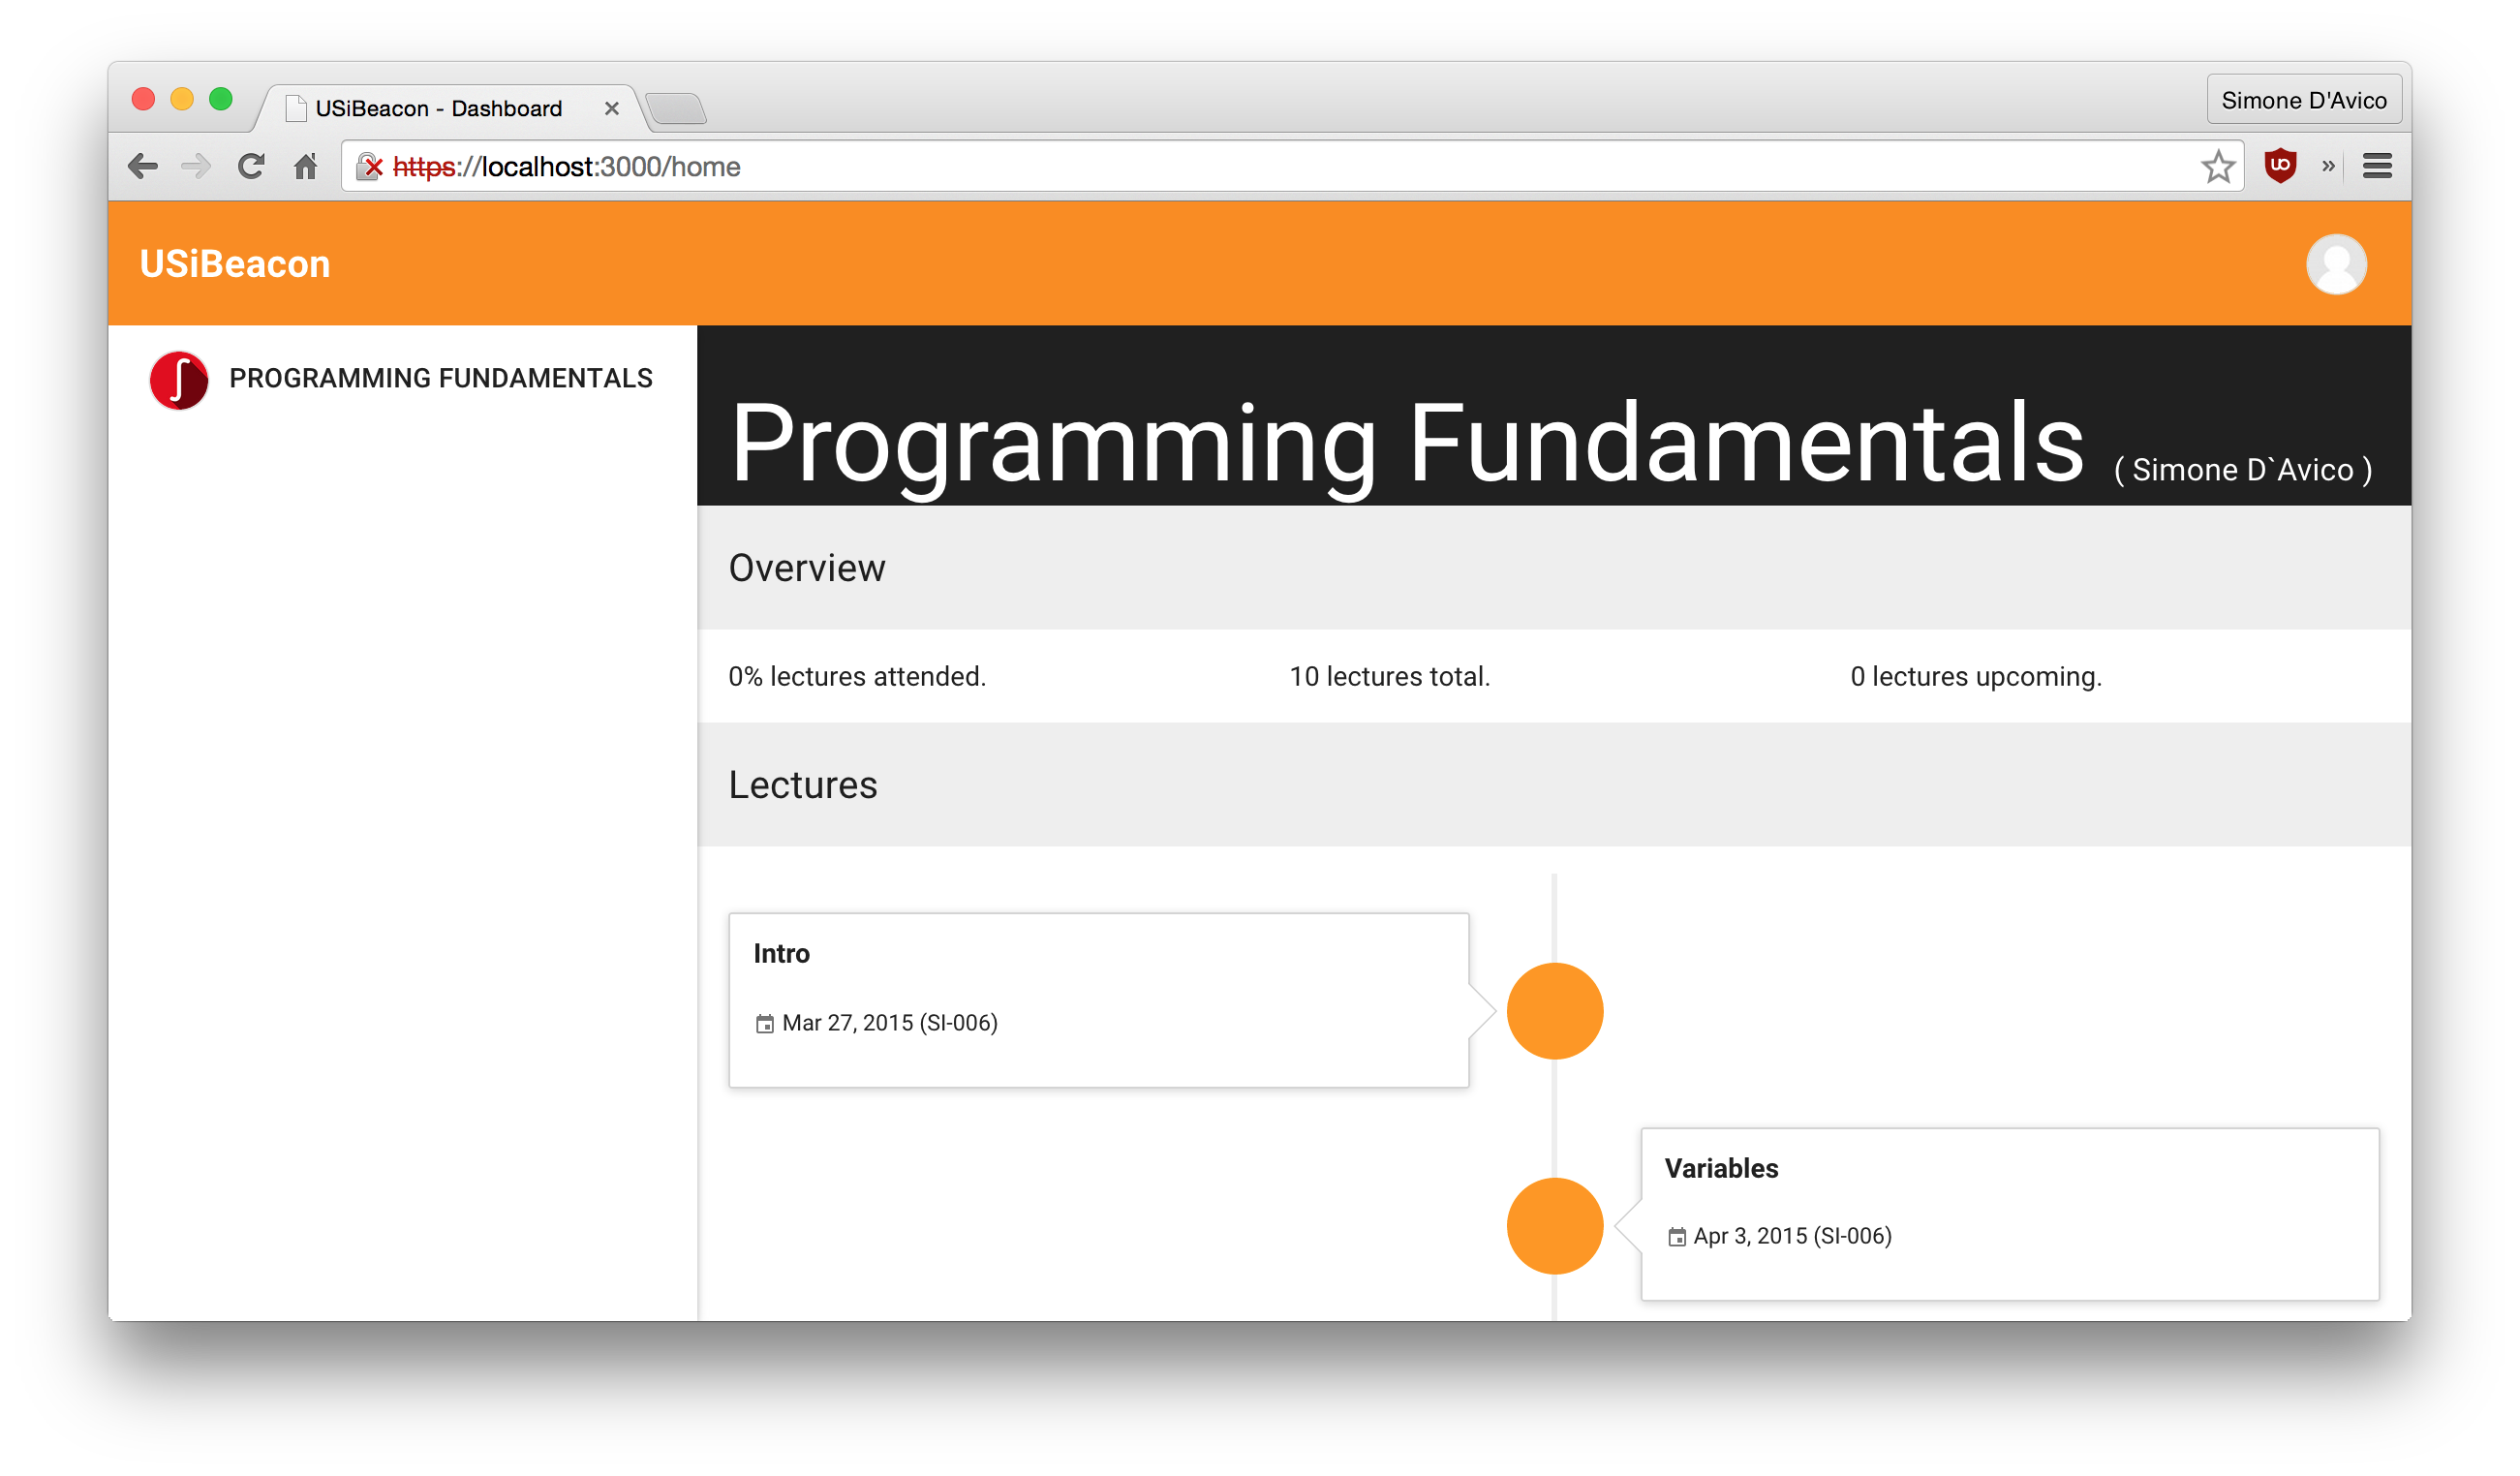 USiBeacon - Dashboard
Simone D'Avico
https://localhost:3000/home
USiBeacon
PROGRAMMING FUNDAMENTALS
Programming Fundamentals ( Simone D`Avico )
Overview
0% lectures attended. 10 lectures total. 0 lectures upcoming.
Lectures
Intro
Mar 27, 2015 (SI-006)
Variables
Apr 3, 2015 (SI-006)